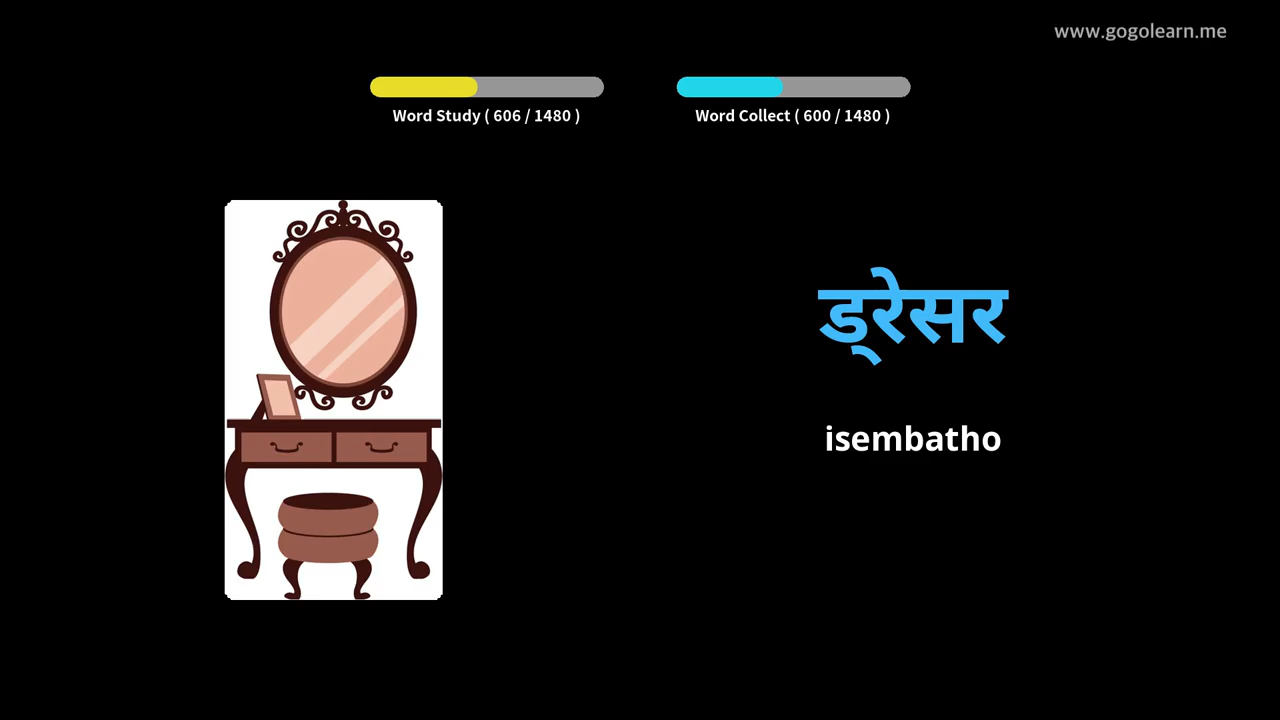 www.gogolearn.me
Word Study ( 606 / 1480 )
Word Collect ( 600 / 1480 )
ड्रेसर
isembatho